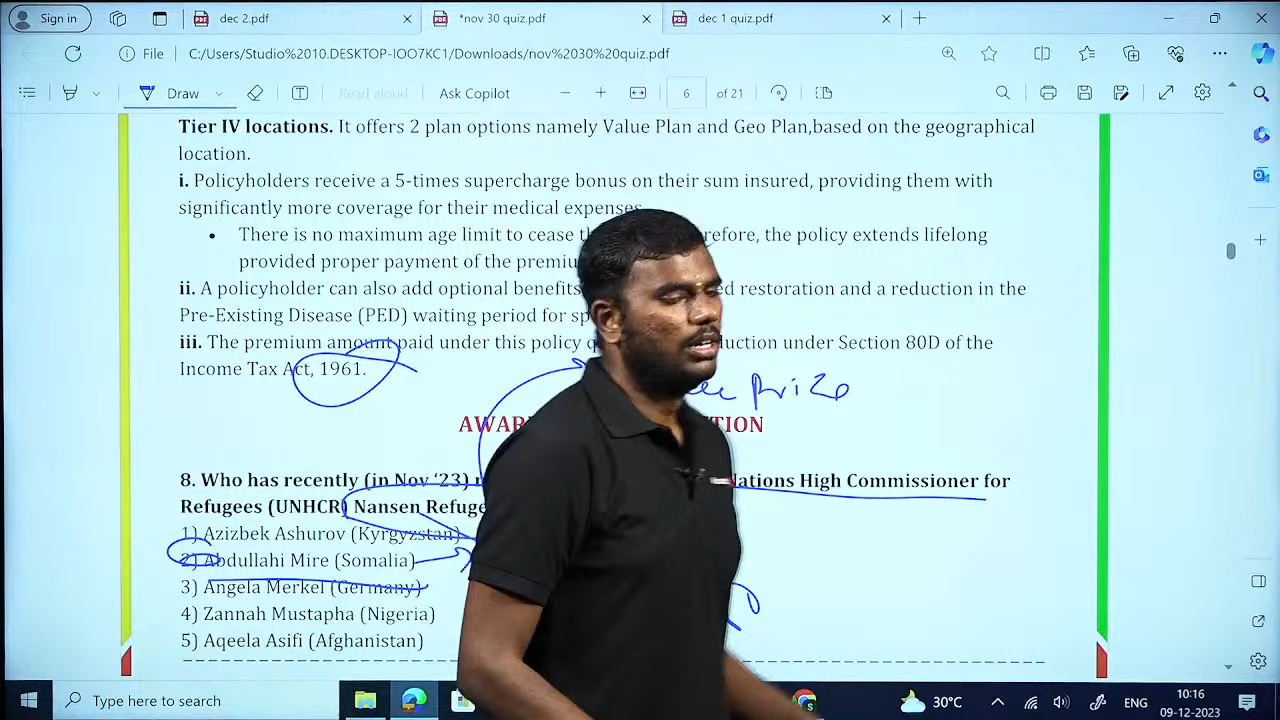 Sign in
dec 2.pdf
*nov 30 quiz.pdf
dec 1 quiz.pdf
File C:/Users/Studio%2010.DESKTOP-IOO7KC1/Downloads/nov%2030%20quiz.pdf
Draw
Read aloud
Ask Copilot
6 of 21
Tier IV locations. It offers 2 plan options namely Value Plan and Geo Plan,based on the geographical
location.
i. Policyholders receive a 5-times supercharge bonus on their sum insured, providing them with
significantly more coverage for their medical expenses
• There is no maximum age limit to cease the policy extends lifelong
provided proper payment of the
ii. A policyholder can also add optional benefits restoration and a reduction in the
Pre-Existing Disease (PED) waiting period for
iii. The premium amount paid under this policy under Section 80D of the
Income Tax Act, 1961.
Prize
8. Who has recently (in Nov '23) Nations High Commissioner for
Refugees (UNHCR) Nansen
1) Azizbek Ashurov (Kyrgyzstan)
2) Abdullahi Mire (Somalia)
3) Angela Merkel (Germany)
4) Zannah Mustapha (Nigeria)
5) Aqeela Asifi (Afghanistan)
Type here to search
30°C
ENG
10:16
09-12-2023